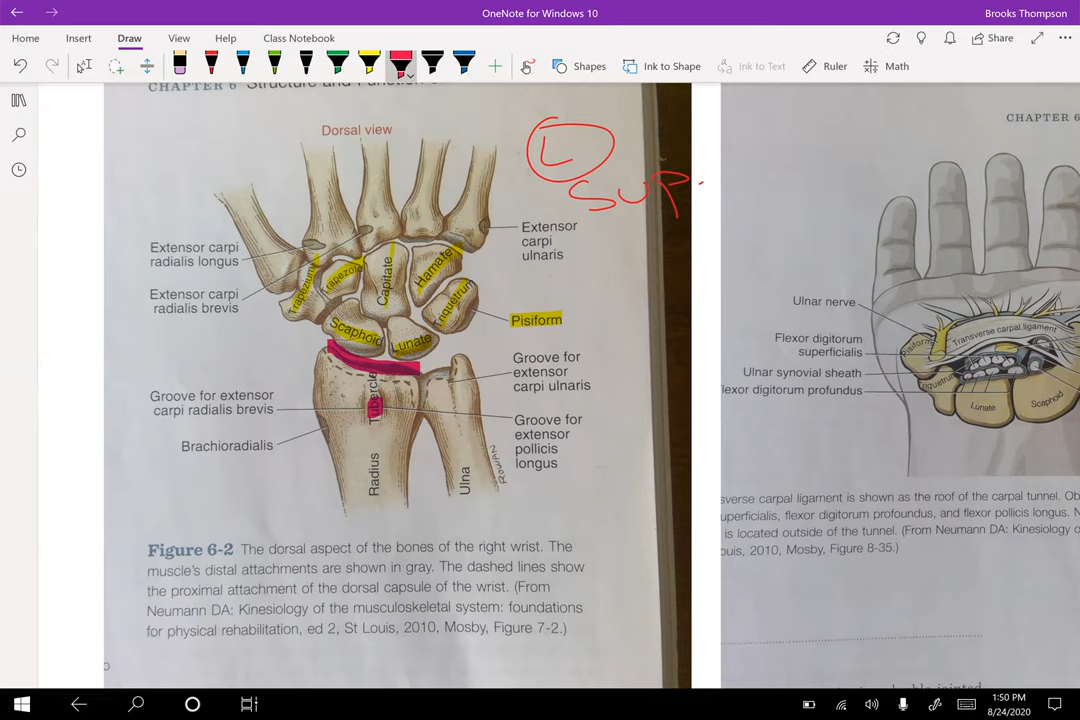 OneNote for Windows 10
Brooks Thompson
Home Insert Draw View Help Class Notebook
Share
Shapes Ink to Shape Ink to Text Ruler Math
CHAPTER 6 Structure and Function
Dorsal view
L
SUP.
Extensor carpi
radialis longus
Extensor carpi
radialis brevis
Extensor
carpi
ulnaris
Trapezium
Trapezoid
Capitate
Hamate
Triquetrum
Scaphoid
Lunate
Pisiform
Groove for
extensor
carpi ulnaris
Groove for extensor
carpi radialis brevis
Tubercle
Groove for
extensor
pollicis
longus
Brachioradialis
Radius
Ulna
ROWAN
Figure 6-2 The dorsal aspect of the bones of the right wrist. The
muscle's distal attachments are shown in gray. The dashed lines show
the proximal attachment of the dorsal capsule of the wrist. (From
Neumann DA: Kinesiology of the musculoskeletal system: foundations
for physical rehabilitation, ed 2, St Louis, 2010, Mosby, Figure 7-2.)
CHAPTER 6
Ulnar nerve
Flexor digitorum
superficialis
Ulnar synovial sheath
flexor digitorum profundus
Transverse carpal ligament
Pisiform
Triquetrum
Lunate
Scaphoid
sverse carpal ligament is shown as the roof of the carpal tunnel. Ob
uperficialis, flexor digitorum profundus, and flexor pollicis longus. N
is located outside of the tunnel. (From Neumann DA: Kinesiology o
ouis, 2010, Mosby, Figure 8-35.)
1:50 PM
8/24/2020